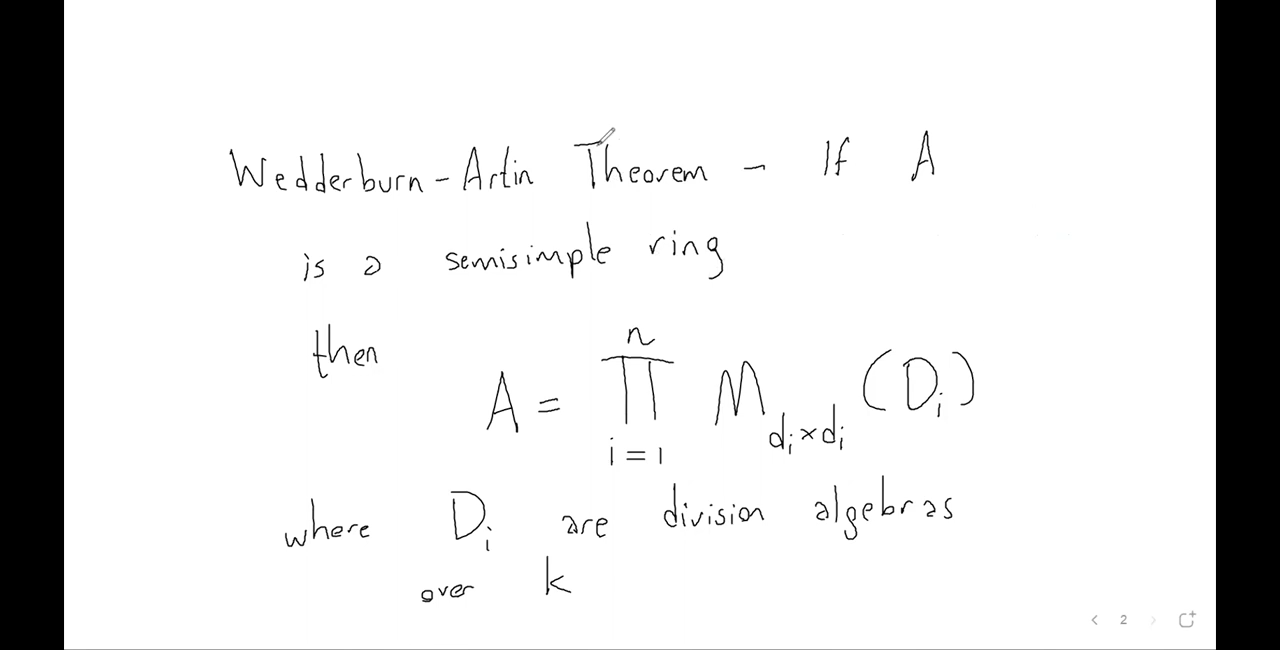 Wedderburn-Artin Theorem - If A
is a semisimple ring
then
A = ∏_{i=1}^{n} M_{d_i×d_i} (D_i)
where D_i are division algebras
over k
2